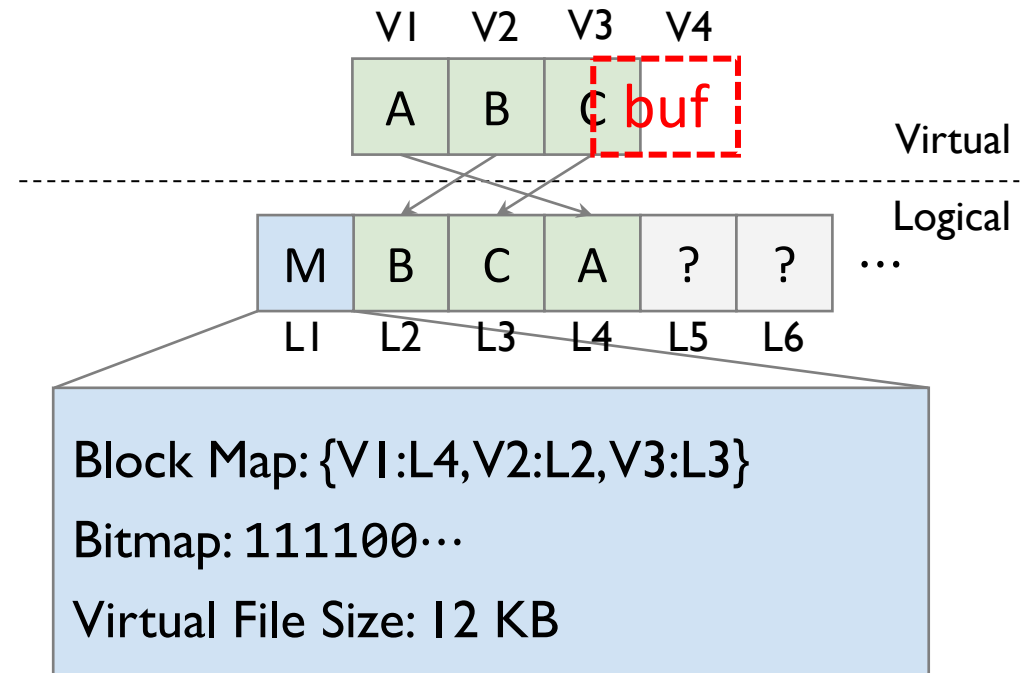 V1 V2 V3 V4
A B C buf
Virtual
Logical
M B C A ? ? ...
L1 L2 L3 L4 L5 L6
Block Map: {V1:L4, V2:L2, V3:L3}
Bitmap: 111100...
Virtual File Size: 12 KB